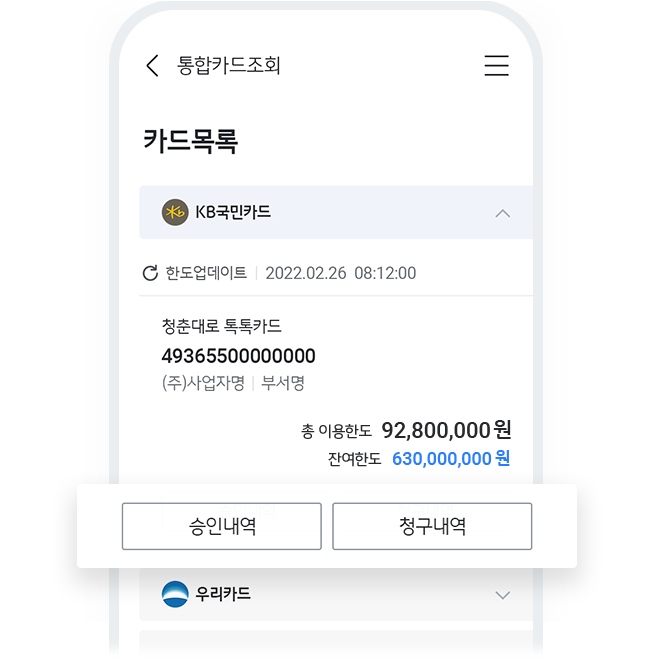 통합카드조회
카드목록
KB국민카드
한도업데이트 | 2022.02.26 08:12:00
청춘대로 톡톡카드
49365500000000
(주)사업자명 | 부서명
총 이용한도 92,800,000원
잔여한도 630,000,000 원
승인내역 청구내역
우리카드